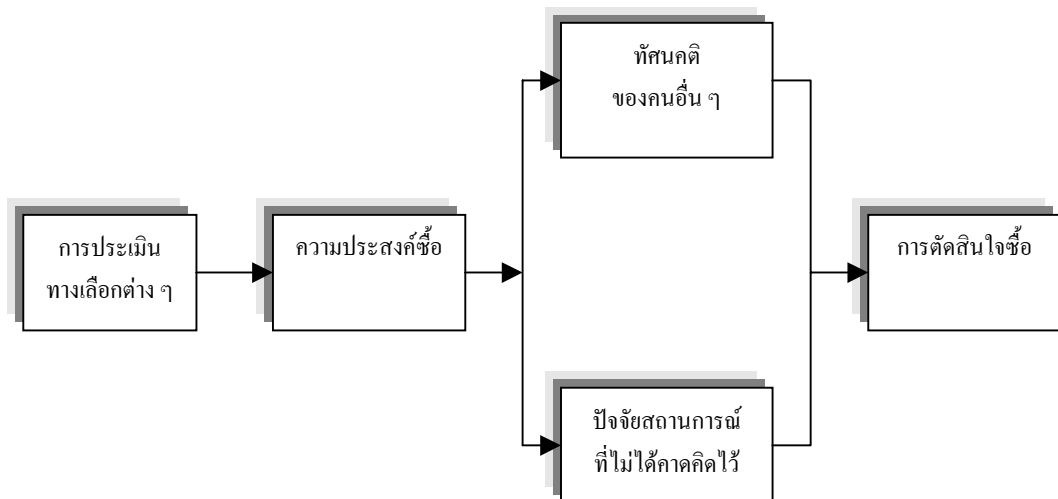 ทัศนคติ
ของคนอื่น ๆ
การประเมิน
ทางเลือกต่าง ๆ
ความประสงค์ซื้อ
การตัดสินใจซื้อ
ปัจจัยสถานการณ์
ที่ไม่ได้คาดคิดไว้